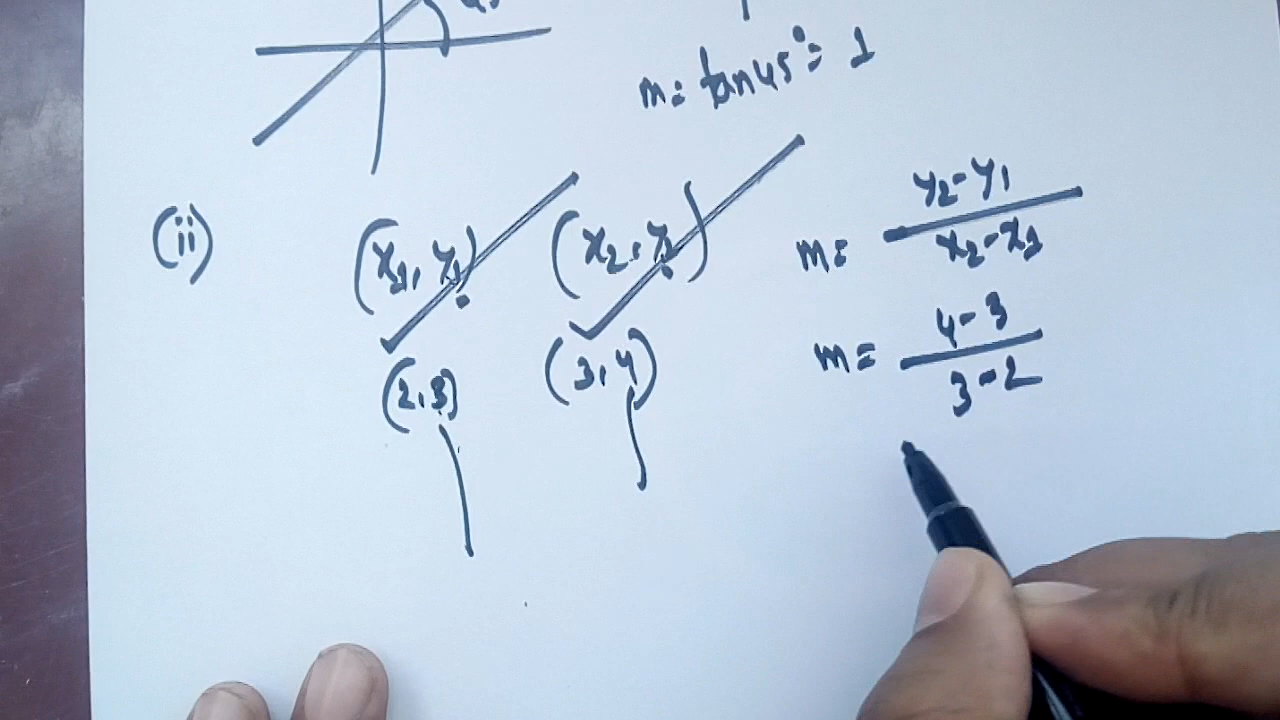 m= tan45°= 1
(ii) (x1, y1) (x2, y2) m= y2-y1 / x2-x1
(2,3) (3,4) m= 4-3 / 3-2